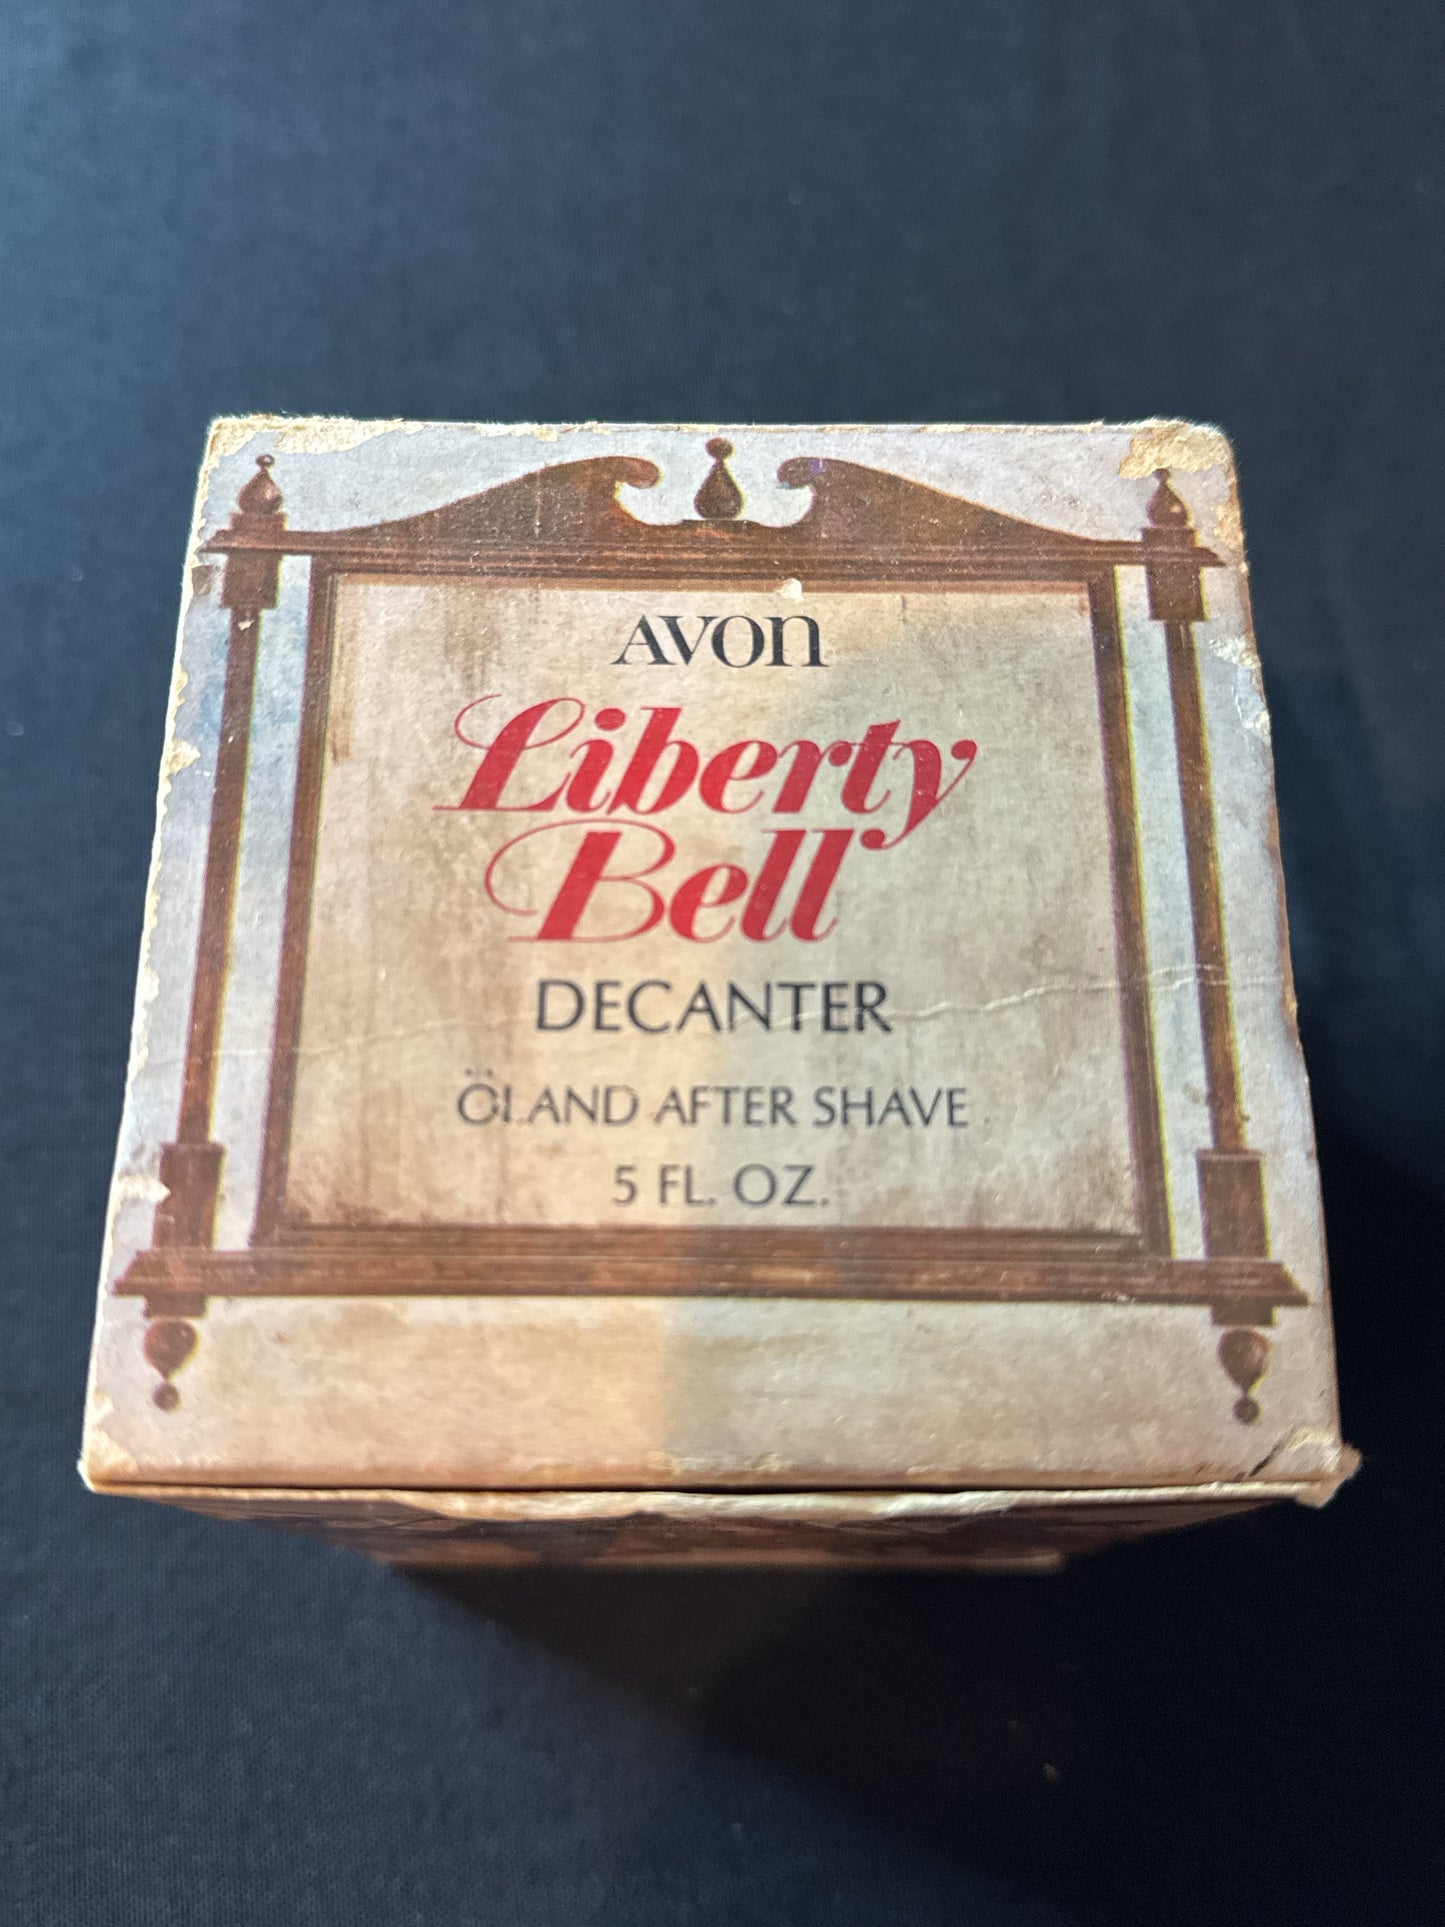 AVON
Liberty
Bell
DECANTER
ÖLAND AFTER SHAVE
5 FL. OZ.